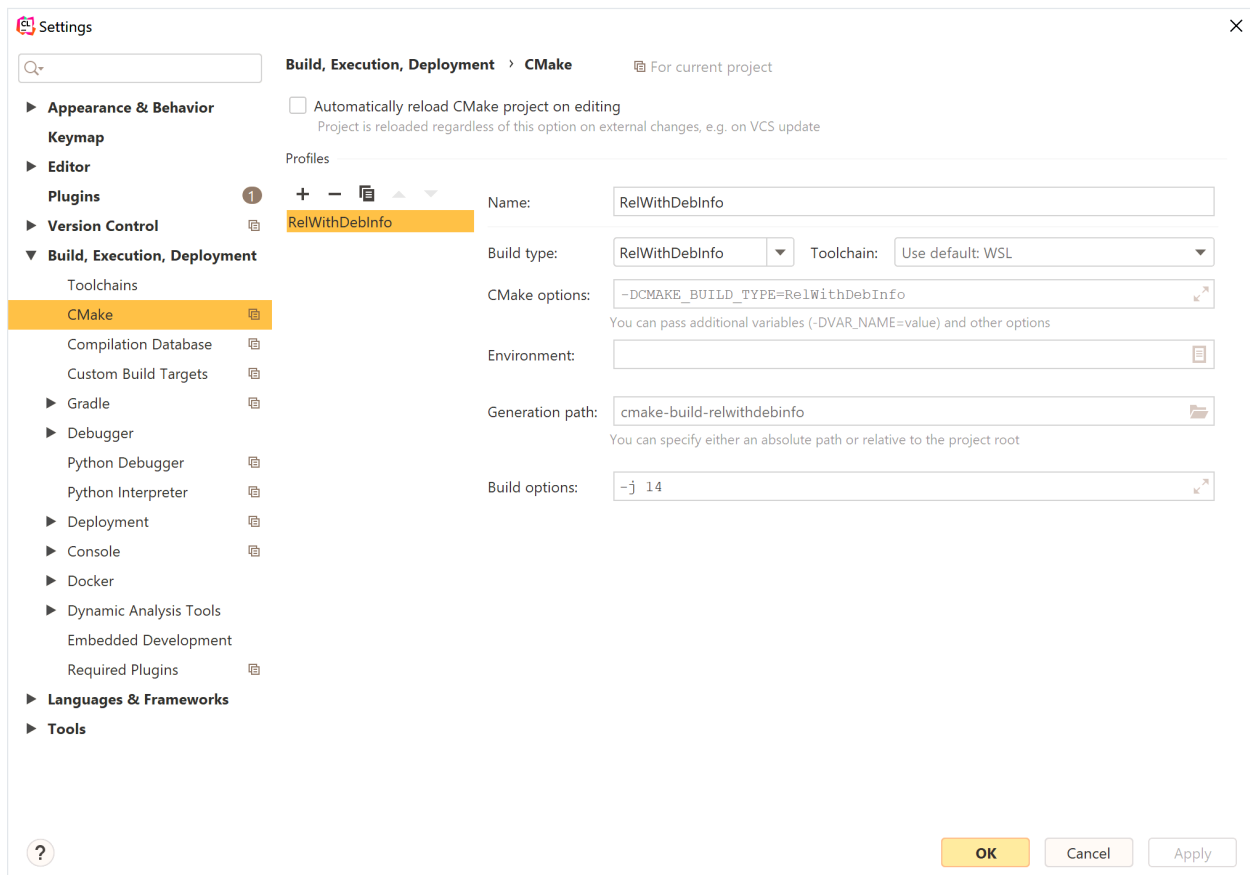 CL Settings
Build, Execution, Deployment › CMake For current project
Automatically reload CMake project on editing
Project is reloaded regardless of this option on external changes, e.g. on VCS update
Profiles
RelWithDebInfo
Name: RelWithDebInfo
Build type: RelWithDebInfo Toolchain: Use default: WSL
CMake options: -DCMAKE_BUILD_TYPE=RelWithDebInfo
You can pass additional variables (-DVAR_NAME=value) and other options
Environment:
Generation path: cmake-build-relwithdebinfo
You can specify either an absolute path or relative to the project root
Build options: -j 14
Appearance & Behavior
Keymap
Editor
Plugins 1
Version Control
Build, Execution, Deployment
Toolchains
CMake
Compilation Database
Custom Build Targets
Gradle
Debugger
Python Debugger
Python Interpreter
Deployment
Console
Docker
Dynamic Analysis Tools
Embedded Development
Required Plugins
Languages & Frameworks
Tools
?
OK Cancel Apply